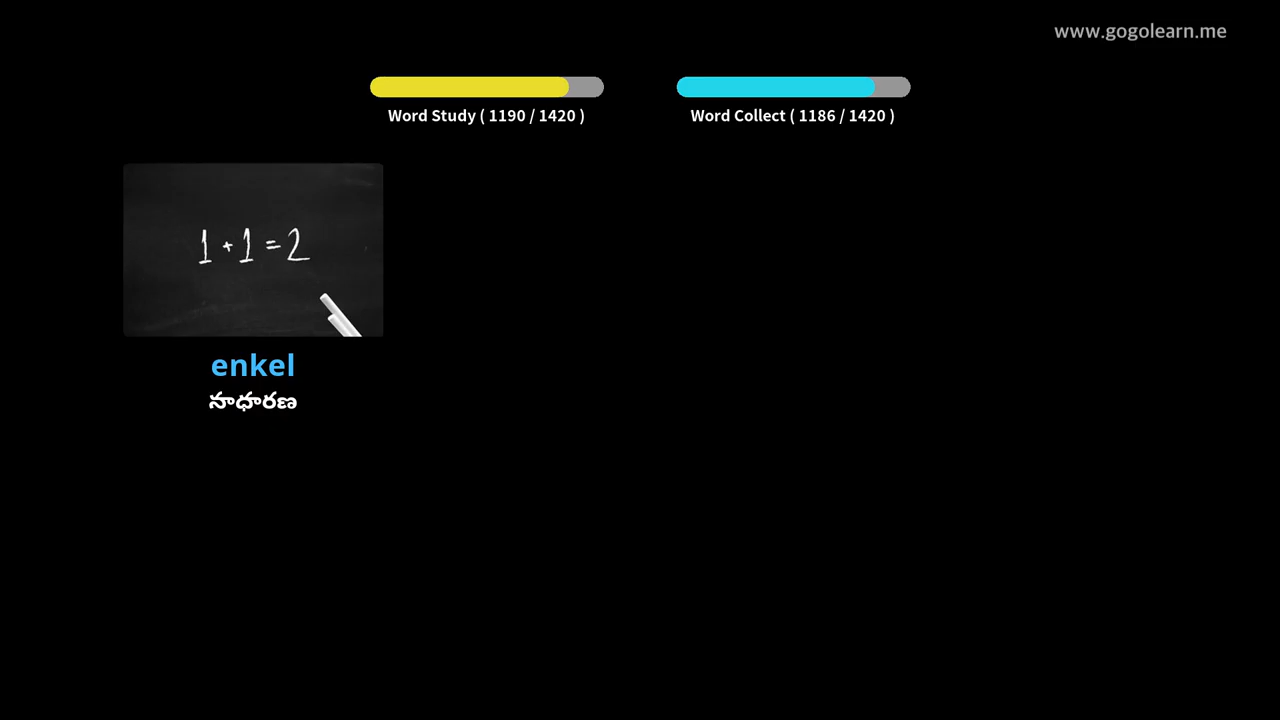 www.gogolearn.me
Word Study ( 1190 / 1420 )
Word Collect ( 1186 / 1420 )
1 + 1 = 2
enkel
సాధారణ